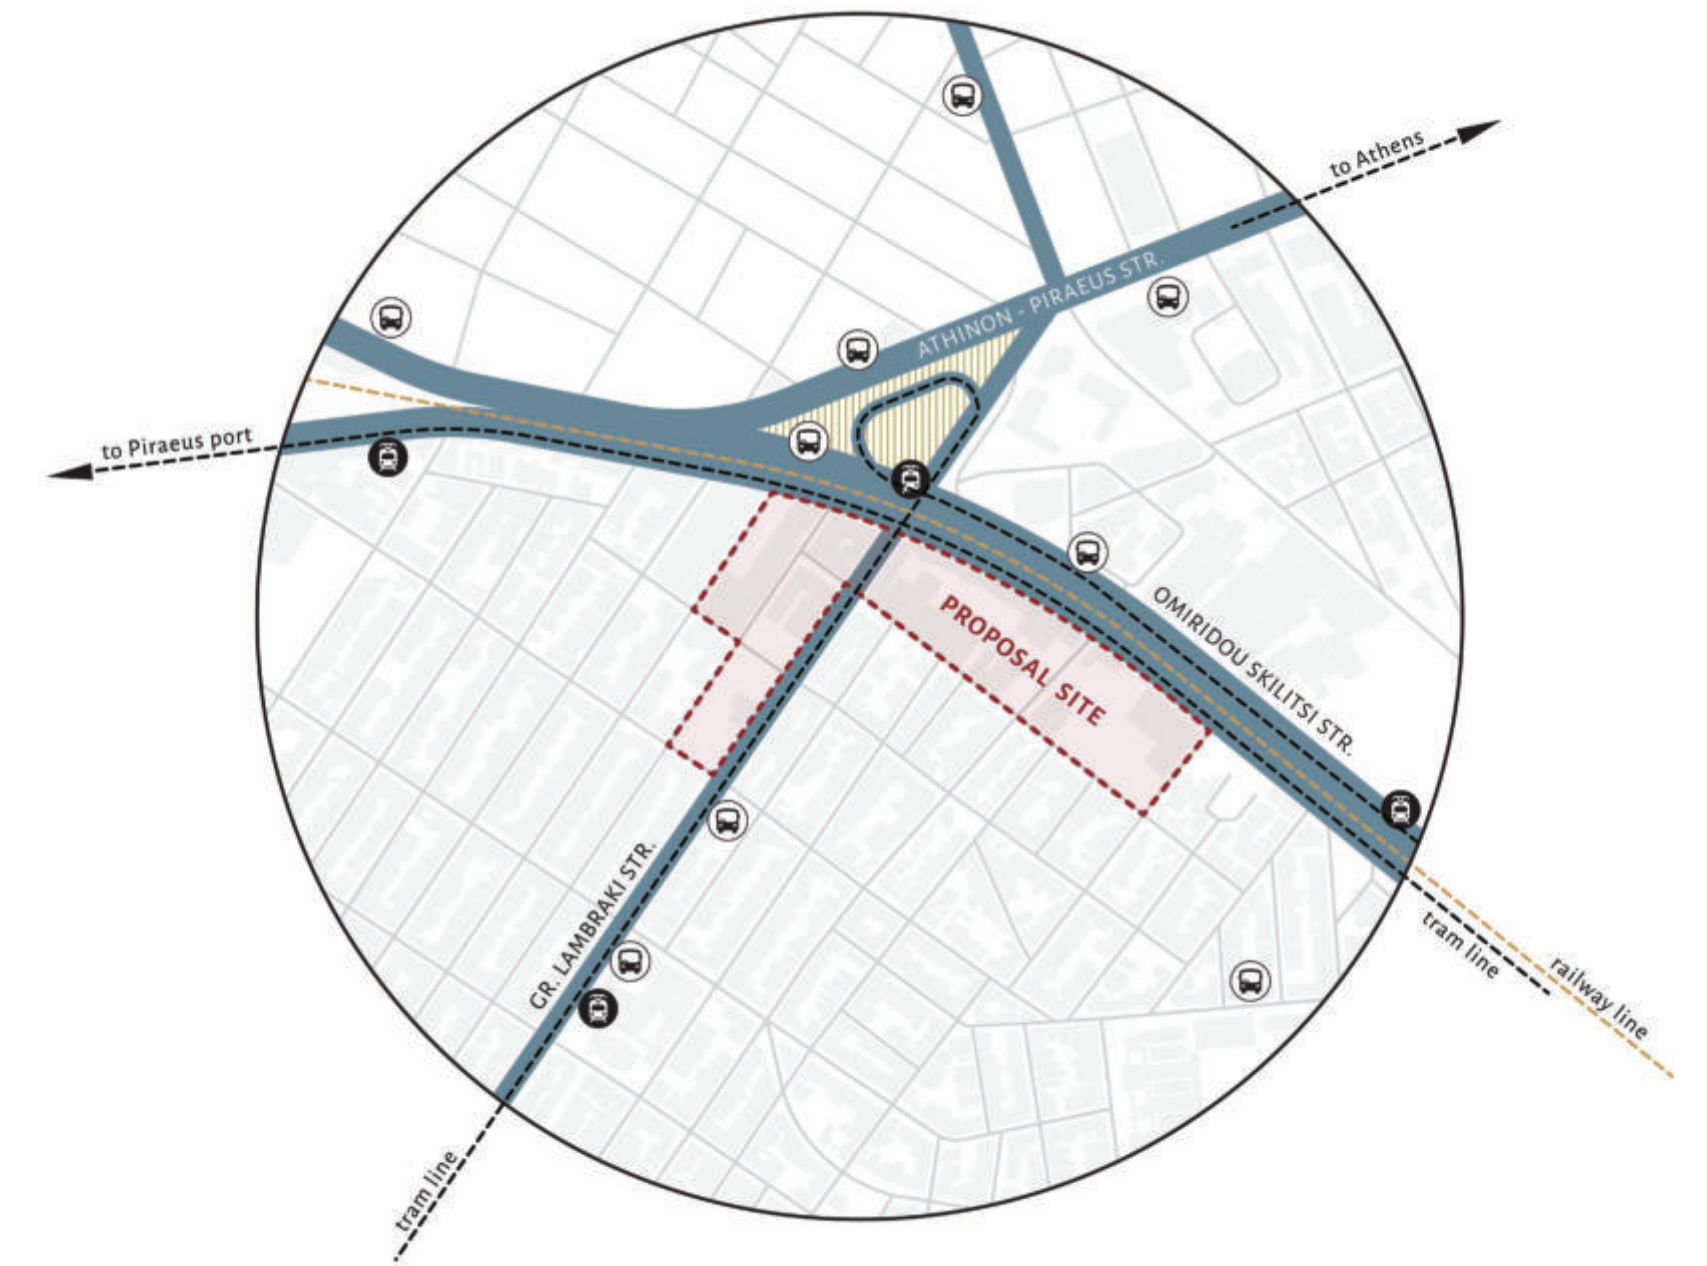 to Athens
ATHINON - PIRAEUS STR.
to Piraeus port
OMIRIDOU SKILITSI STR.
PROPOSAL SITE
GR. LAMBRAKI STR.
tram line
railway line
tram line